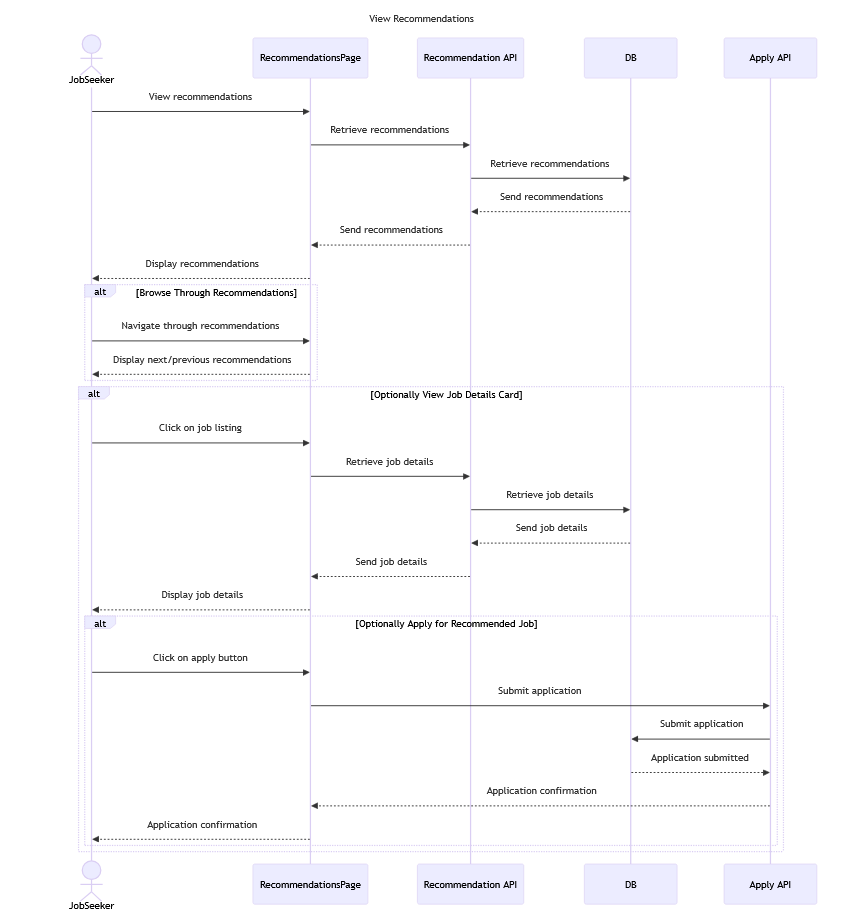 View Recommendations
JobSeeker
RecommendationsPage
Recommendation API
DB
Apply API
View recommendations
Retrieve recommendations
Retrieve recommendations
Send recommendations
Send recommendations
Display recommendations
alt
[Browse Through Recommendations]
Navigate through recommendations
Display next/previous recommendations
alt
[Optionally View Job Details Card]
Click on job listing
Retrieve job details
Retrieve job details
Send job details
Send job details
Display job details
alt
[Optionally Apply for Recommended Job]
Click on apply button
Submit application
Submit application
Application submitted
Application confirmation
Application confirmation
JobSeeker
RecommendationsPage
Recommendation API
DB
Apply API